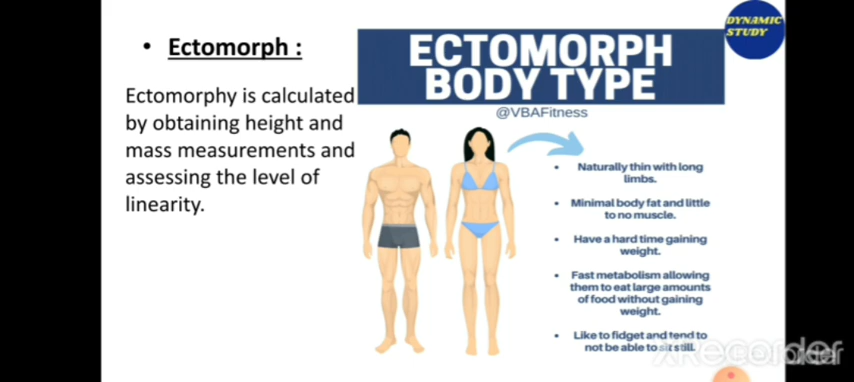 • Ectomorph :
Ectomorphy is calculated
by obtaining height and
mass measurements and
assessing the level of
linearity.
DYNAMIC
STUDY
ECTOMORPH
BODY TYPE
@VBAFitness
• Naturally thin with long
limbs.
• Minimal body fat and little
to no muscle.
• Have a hard time gaining
weight.
• Fast metabolism allowing
them to eat large amounts
of food without gaining
weight.
• Like to fidget and tend to
not be able to sit still.
XRecorder